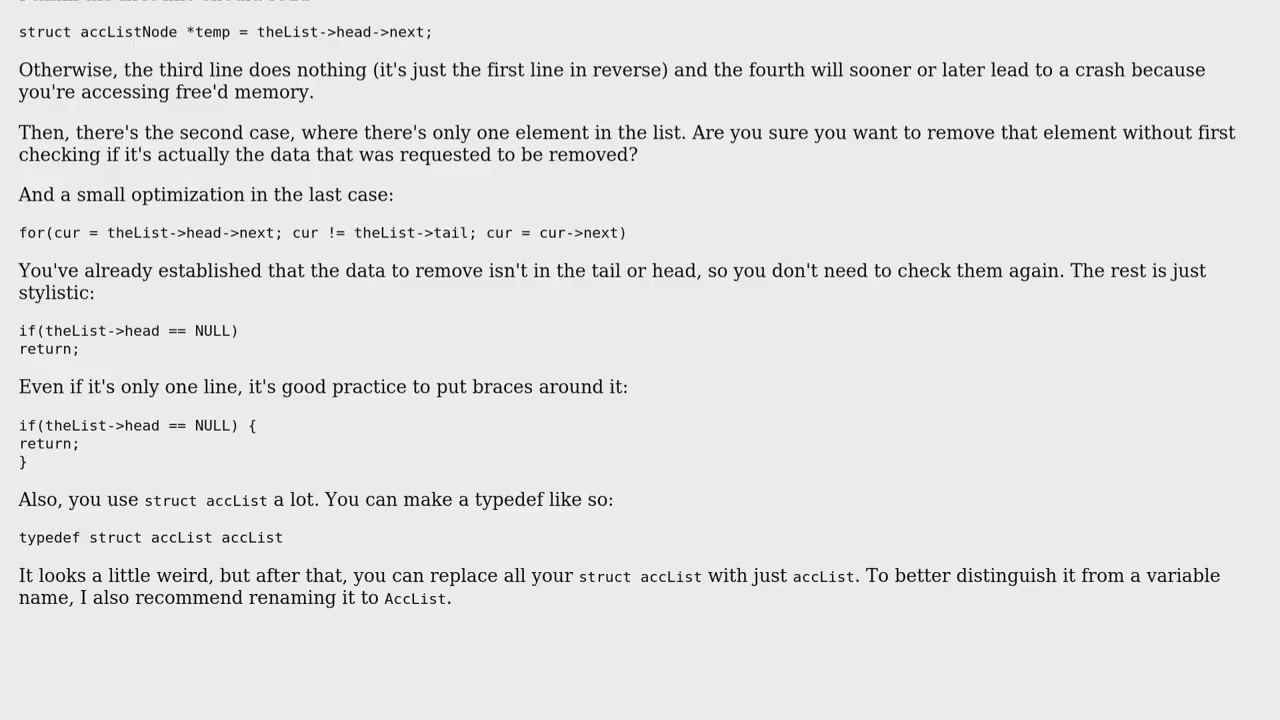 struct accListNode *temp = theList->head->next;
Otherwise, the third line does nothing (it's just the first line in reverse) and the fourth will sooner or later lead to a crash because
you're accessing free'd memory.
Then, there's the second case, where there's only one element in the list. Are you sure you want to remove that element without first
checking if it's actually the data that was requested to be removed?
And a small optimization in the last case:
for(cur = theList->head->next; cur != theList->tail; cur = cur->next)
You've already established that the data to remove isn't in the tail or head, so you don't need to check them again. The rest is just
stylistic:
if(theList->head == NULL)
return;
Even if it's only one line, it's good practice to put braces around it:
if(theList->head == NULL) {
return;
}
Also, you use struct accList a lot. You can make a typedef like so:
typedef struct accList accList
It looks a little weird, but after that, you can replace all your struct accList with just accList. To better distinguish it from a variable
name, I also recommend renaming it to AccList.